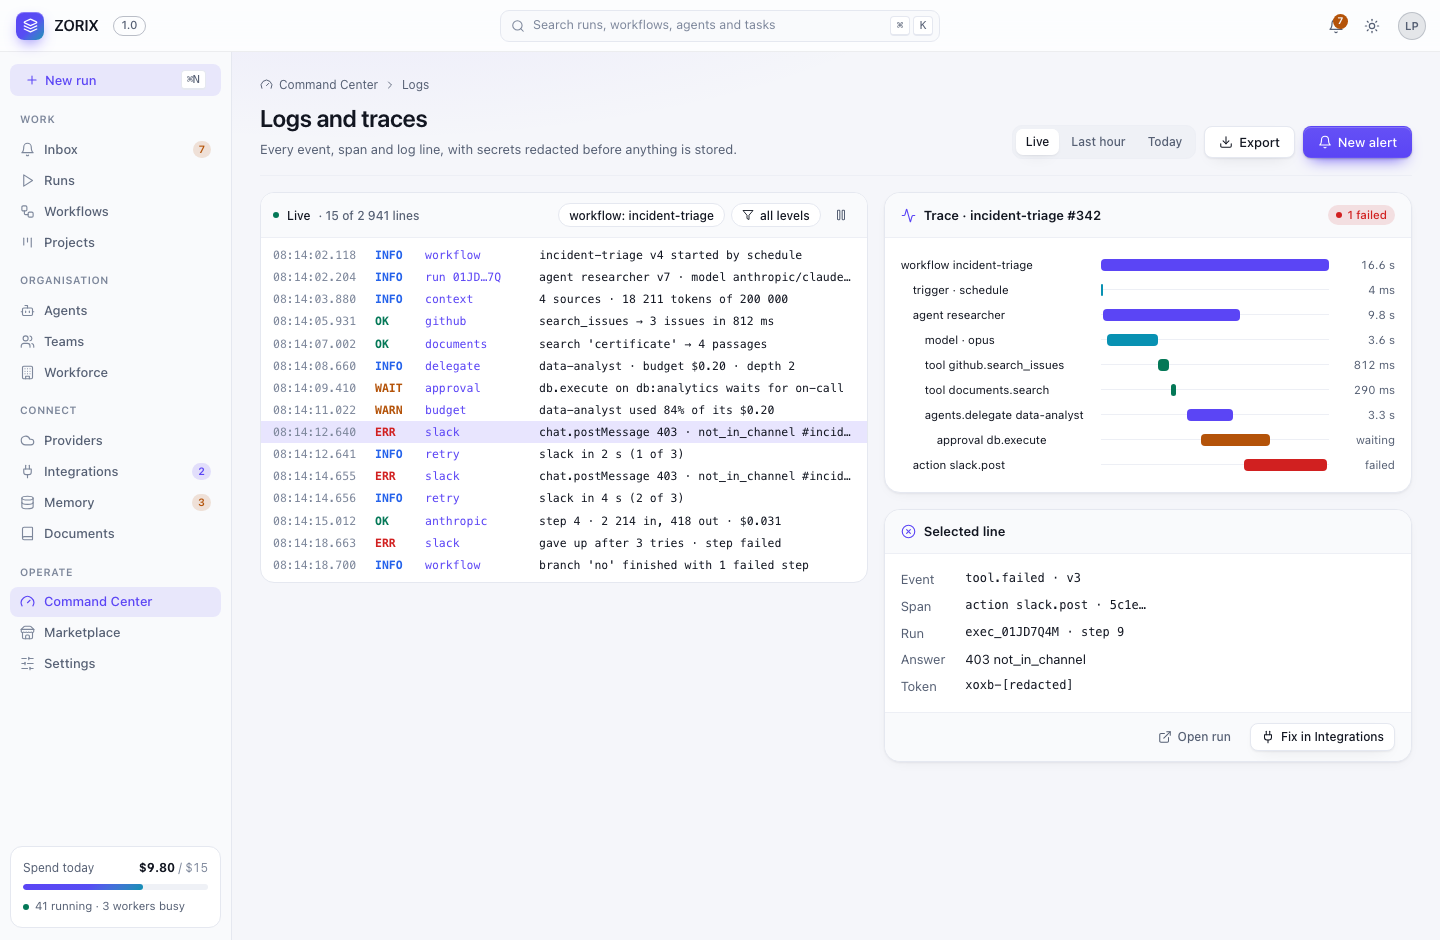 ZORIX 1.0
Search runs, workflows, agents and tasks ⌘ K
7
LP
New run ⌘N
WORK
Inbox 7
Runs
Workflows
Projects
ORGANISATION
Agents
Teams
Workforce
CONNECT
Providers
Integrations 2
Memory 3
Documents
OPERATE
Command Center
Marketplace
Settings
Spend today $9.80 / $15
41 running · 3 workers busy
Command Center > Logs
Logs and traces
Every event, span and log line, with secrets redacted before anything is stored.
Live Last hour Today Export New alert
Live · 15 of 2 941 lines workflow: incident-triage all levels
08:14:02.118 INFO workflow incident-triage v4 started by schedule
08:14:02.204 INFO run 01JD…7Q agent researcher v7 · model anthropic/claude…
08:14:03.880 INFO context 4 sources · 18 211 tokens of 200 000
08:14:05.931 OK github search_issues → 3 issues in 812 ms
08:14:07.002 OK documents search 'certificate' → 4 passages
08:14:08.660 INFO delegate data-analyst · budget $0.20 · depth 2
08:14:09.410 WAIT approval db.execute on db:analytics waits for on-call
08:14:11.022 WARN budget data-analyst used 84% of its $0.20
08:14:12.640 ERR slack chat.postMessage 403 · not_in_channel #incid…
08:14:12.641 INFO retry slack in 2 s (1 of 3)
08:14:14.655 ERR slack chat.postMessage 403 · not_in_channel #incid…
08:14:14.656 INFO retry slack in 4 s (2 of 3)
08:14:15.012 OK anthropic step 4 · 2 214 in, 418 out · $0.031
08:14:18.663 ERR slack gave up after 3 tries · step failed
08:14:18.700 INFO workflow branch 'no' finished with 1 failed step
Trace · incident-triage #342 1 failed
workflow incident-triage 16.6 s
trigger · schedule 4 ms
agent researcher 9.8 s
model · opus 3.6 s
tool github.search_issues 812 ms
tool documents.search 290 ms
agents.delegate data-analyst 3.3 s
approval db.execute waiting
action slack.post failed
Selected line
Event tool.failed · v3
Span action slack.post · 5c1e…
Run exec_01JD7Q4M · step 9
Answer 403 not_in_channel
Token xoxb-[redacted]
Open run Fix in Integrations